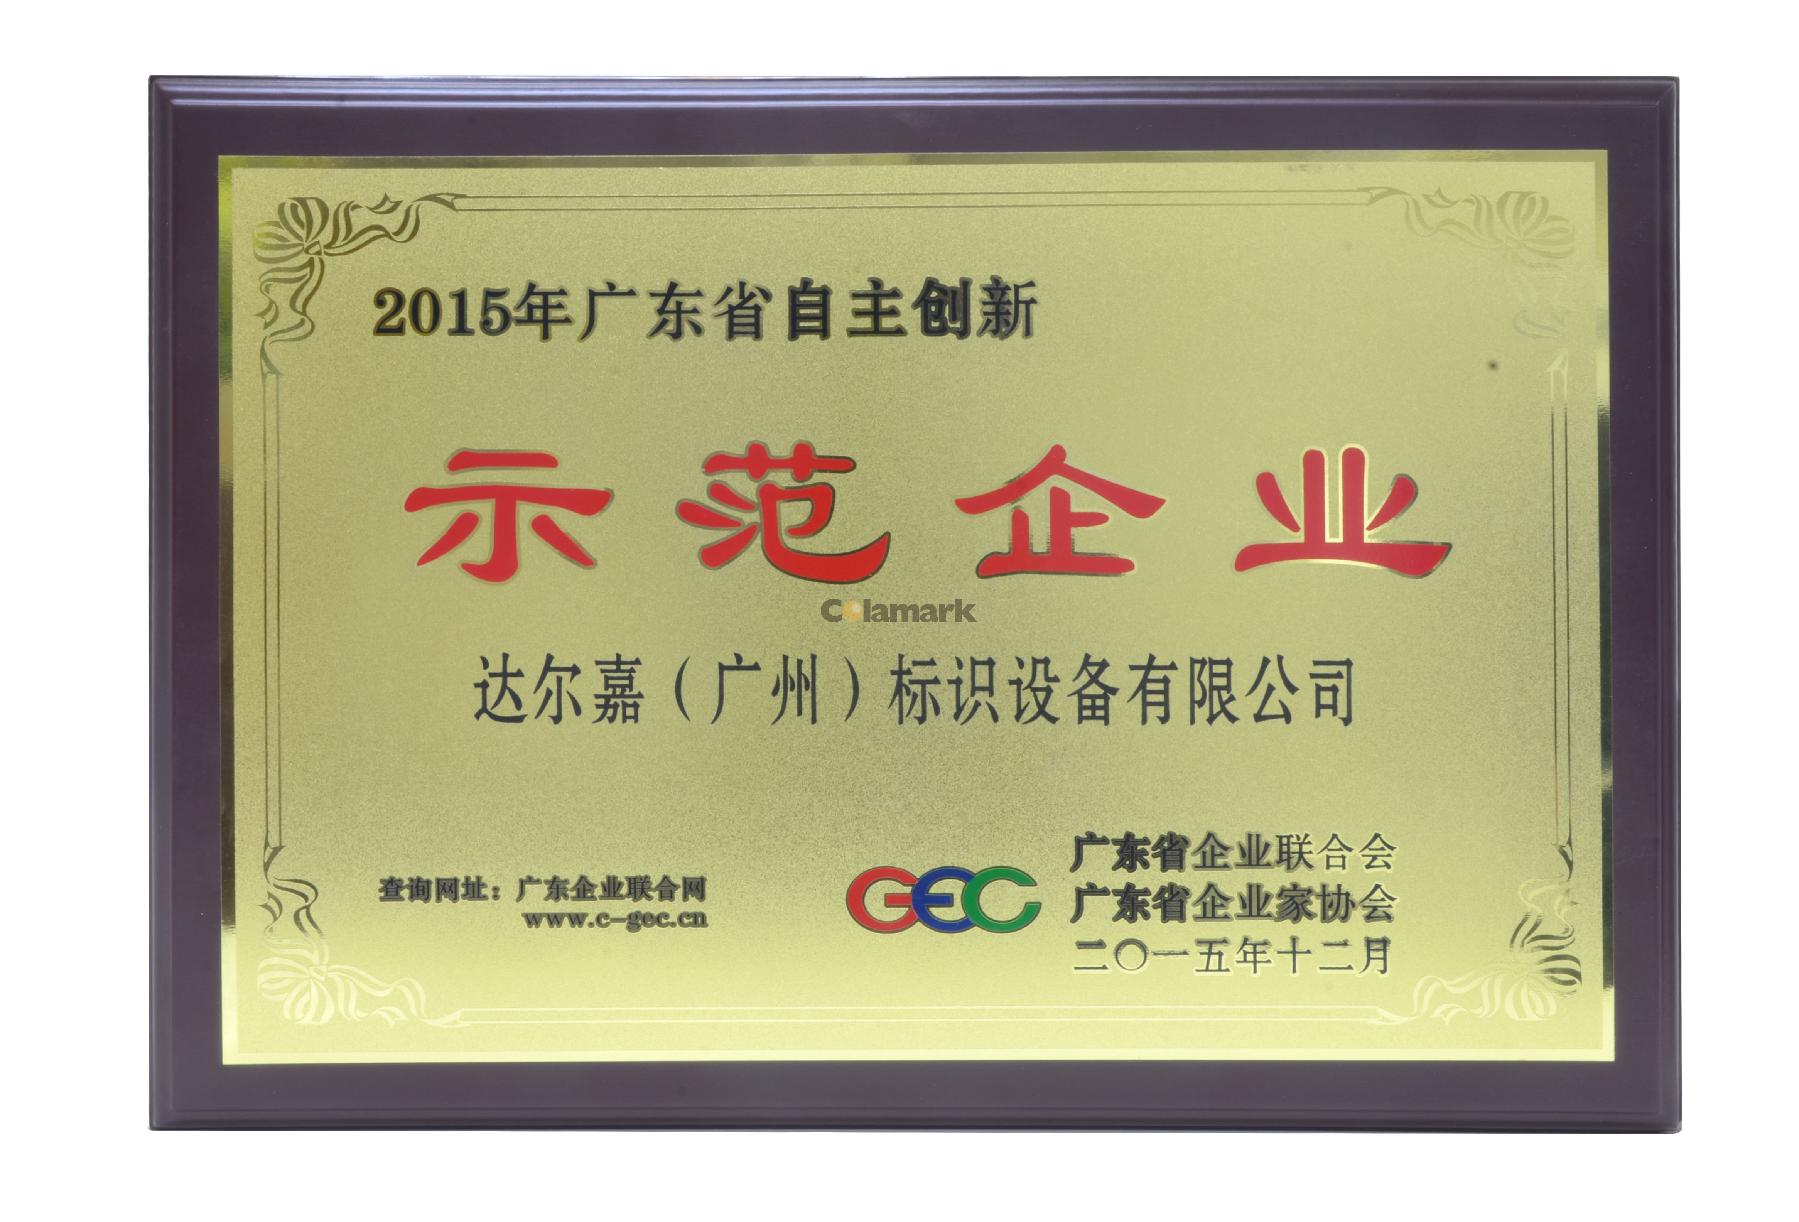 2015年广东省自主创新
示范企业
Colamark
达尔嘉（广州）标识设备有限公司
查询网址：广东企业联合网
www.c-gec.cn
GEC
广东省企业联合会
广东省企业家协会
二〇一五年十二月